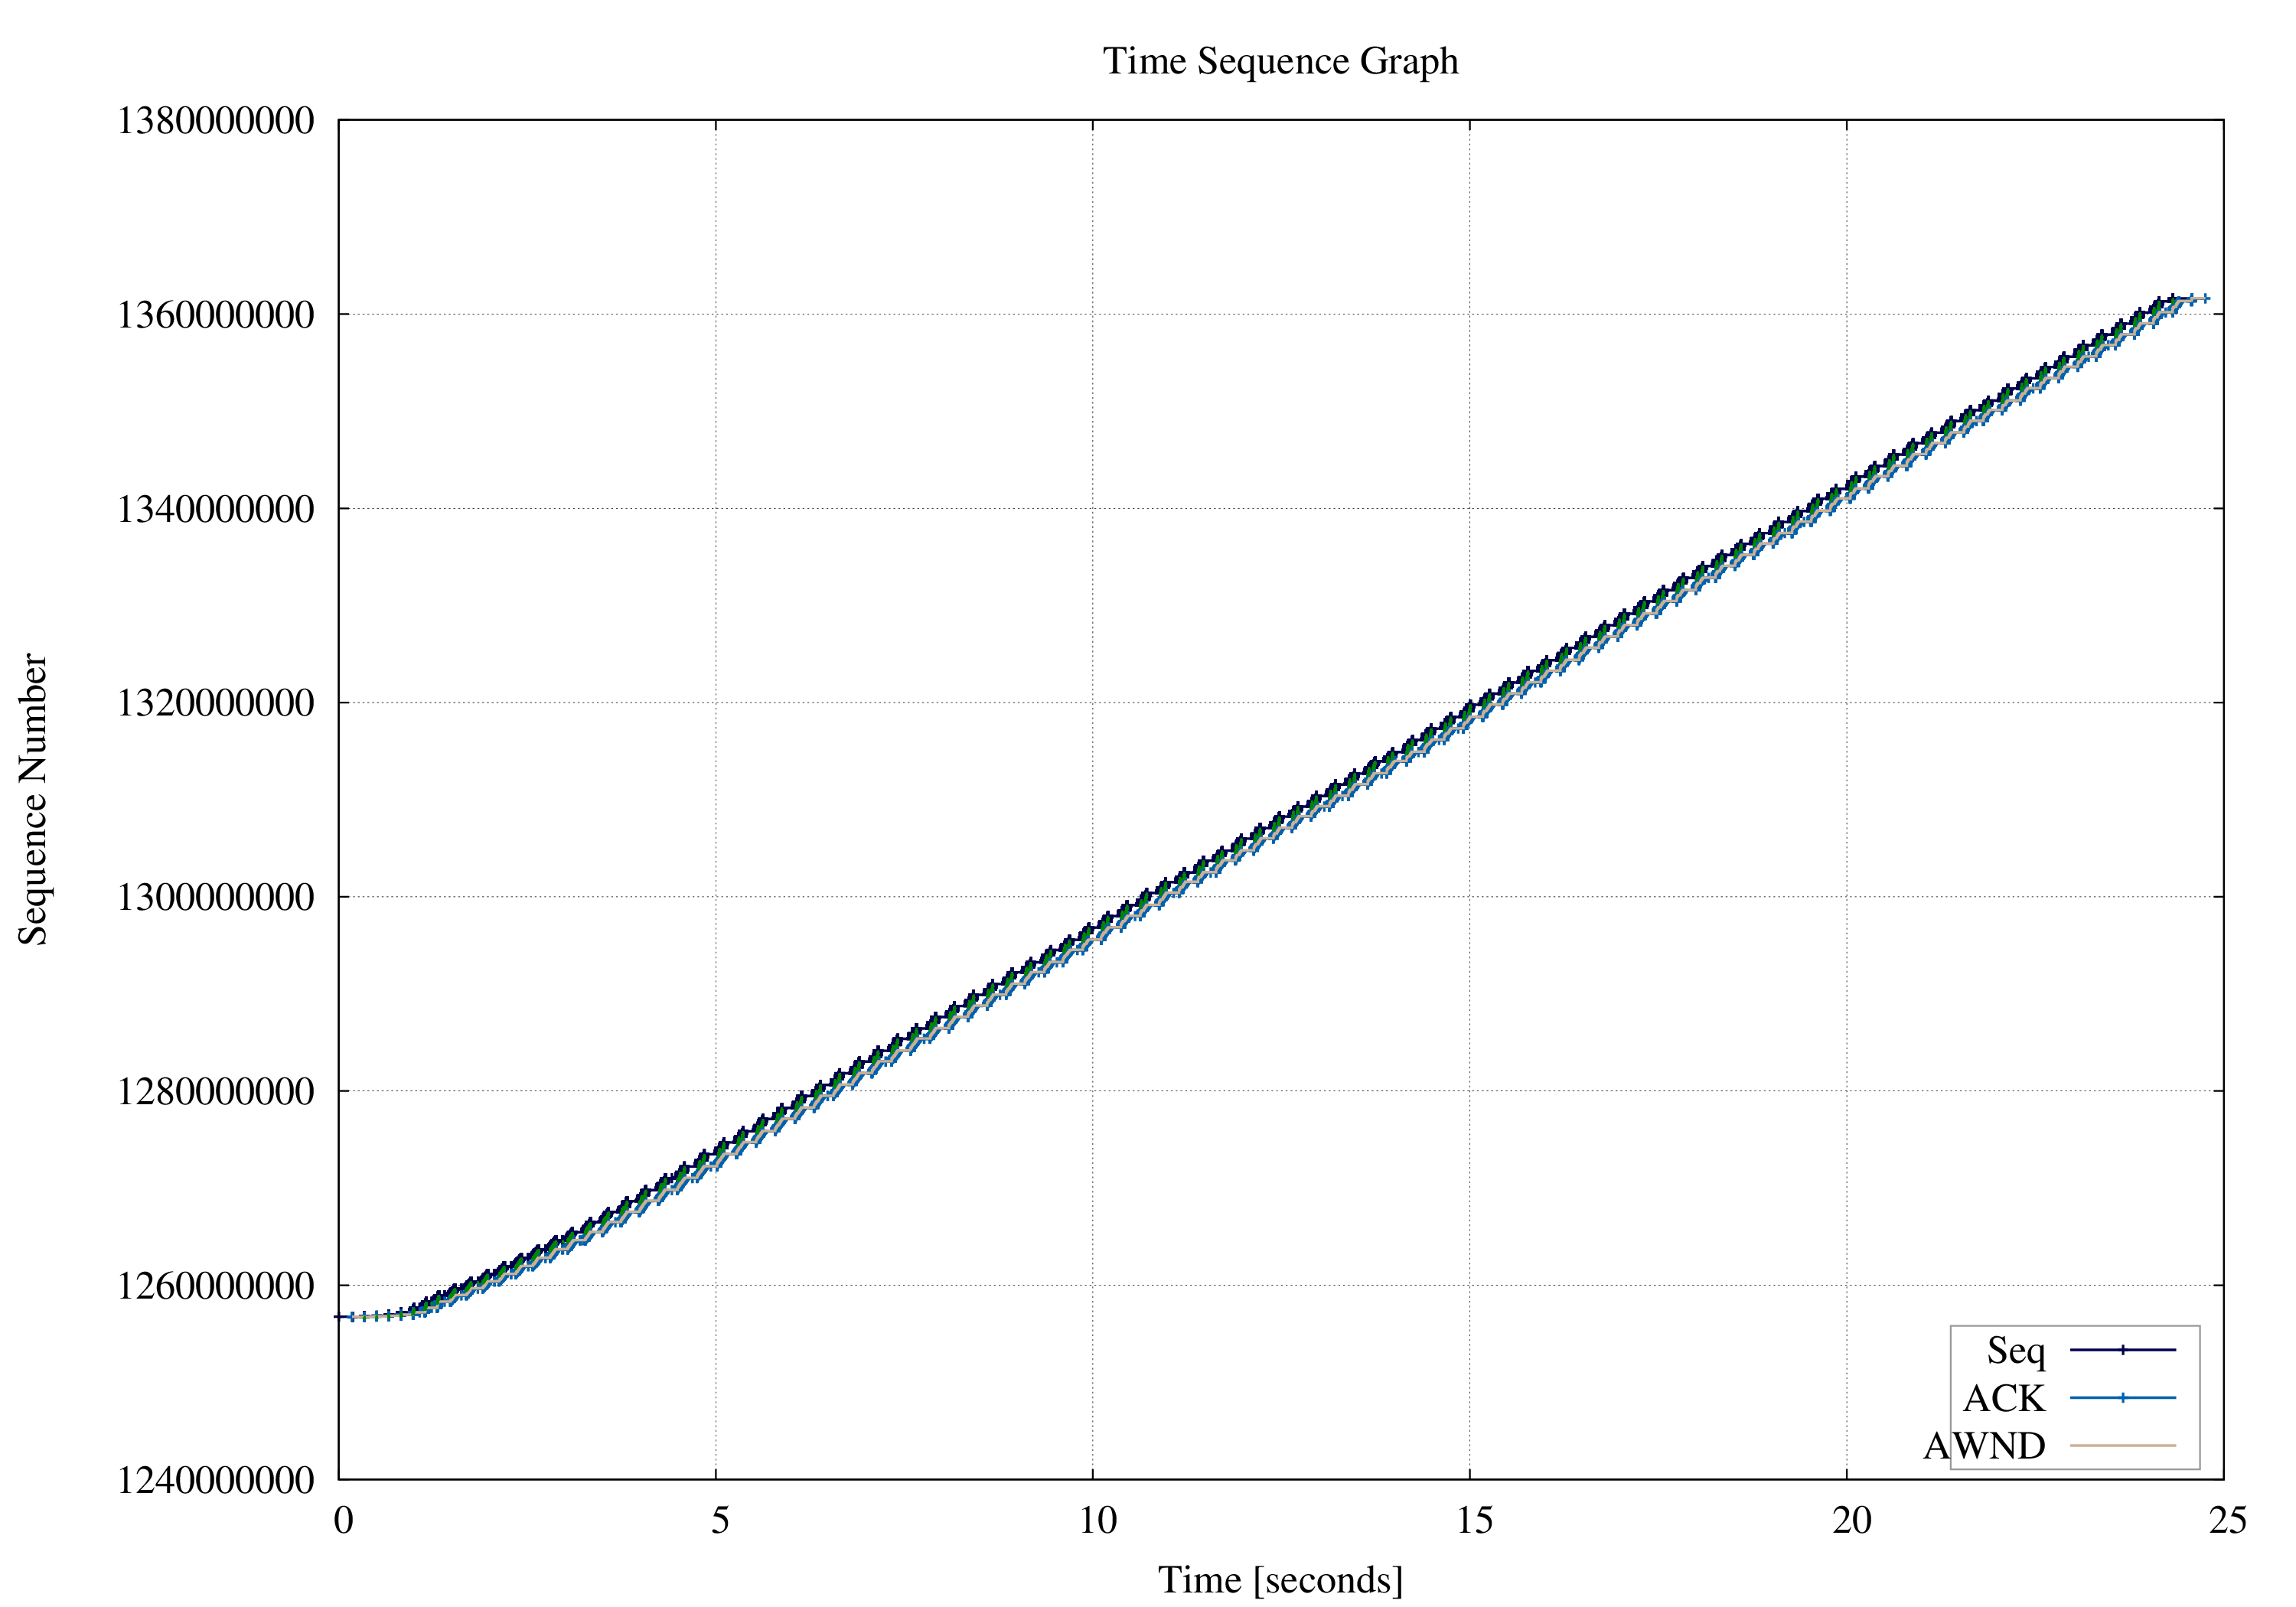 Time Sequence Graph
1380000000
1360000000
1340000000
1320000000
1300000000
1280000000
1260000000
1240000000
Sequence Number
Seq
ACK
AWND
0 5 10 15 20 25
Time [seconds]